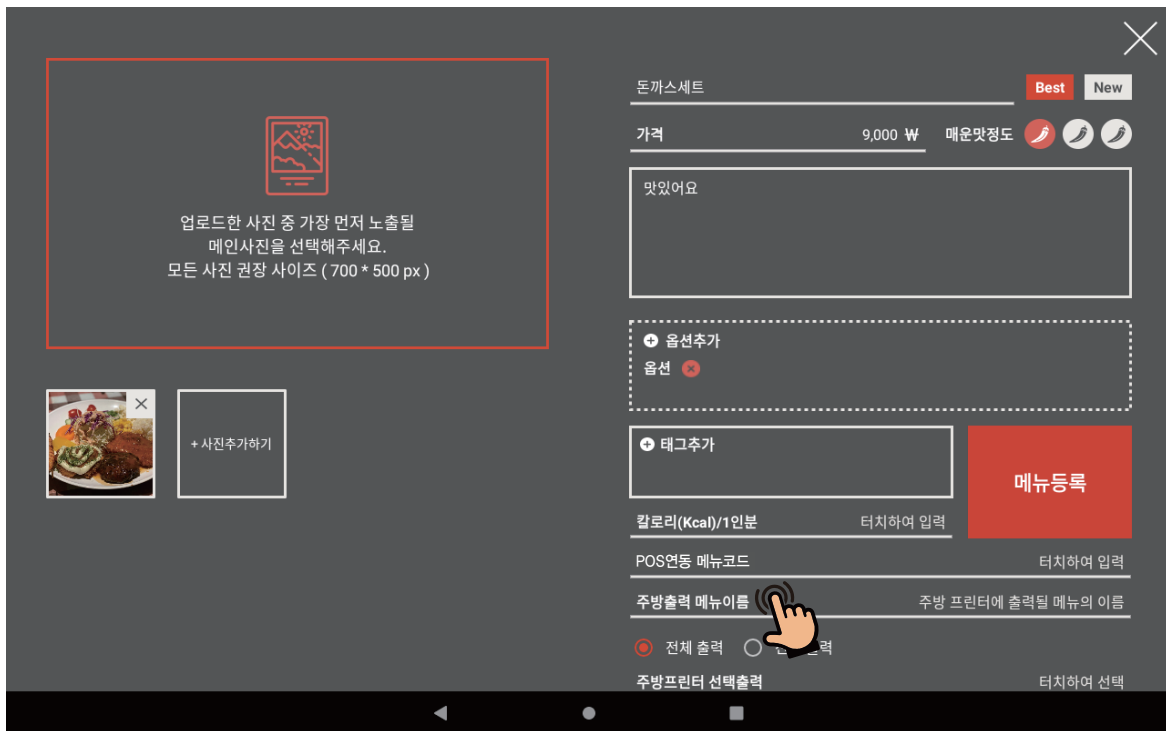 업로드한 사진 중 가장 먼저 노출될
메인사진을 선택해주세요.
모든 사진 권장 사이즈 ( 700 * 500 px )
+ 사진추가하기
돈까스세트
Best New
가격 9,000 ₩ 매운맛정도
맛있어요
옵션추가
옵션
태그추가
메뉴등록
칼로리(Kcal)/1인분 터치하여 입력
POS연동 메뉴코드 터치하여 입력
주방출력 메뉴이름 주방 프린터에 출력될 메뉴의 이름
전체 출력
주방프린터 선택출력 터치하여 선택